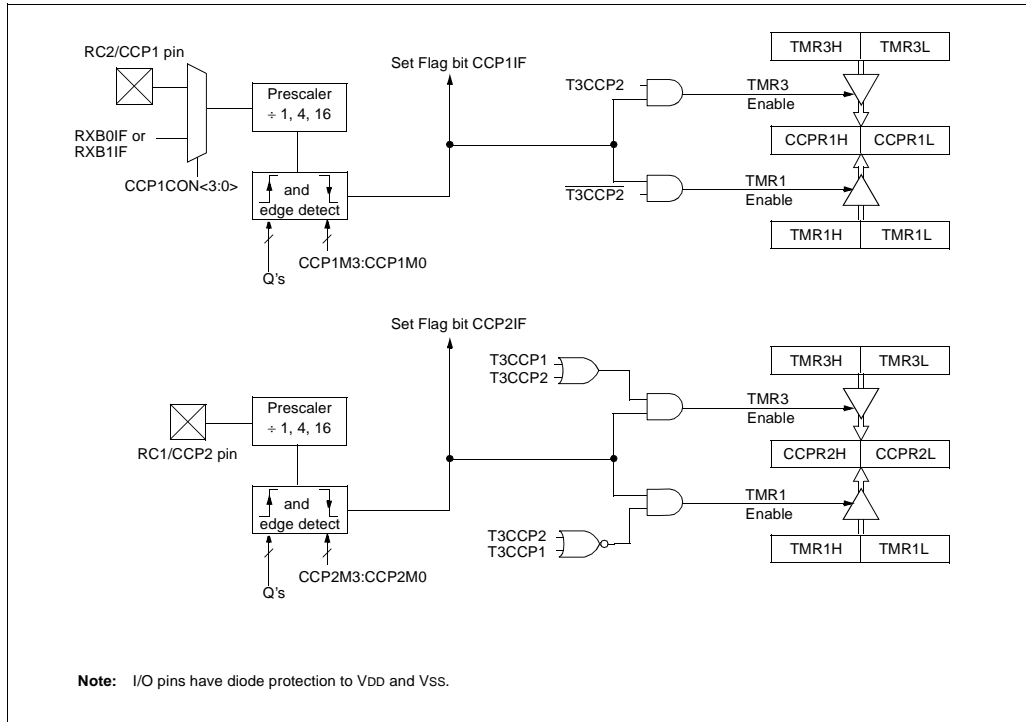 RC2/CCP1 pin
RXB0IF or
RXB1IF
CCP1CON<3:0>
Prescaler
÷ 1, 4, 16
and
edge detect
Q's
CCP1M3:CCP1M0
Set Flag bit CCP1IF
T3CCP2
T3CCP2
TMR3
Enable
TMR1
Enable
TMR3H TMR3L
CCPR1H CCPR1L
TMR1H TMR1L
Set Flag bit CCP2IF
RC1/CCP2 pin
Prescaler
÷ 1, 4, 16
and
edge detect
Q's
CCP2M3:CCP2M0
T3CCP1
T3CCP2
T3CCP2
T3CCP1
TMR3
Enable
TMR1
Enable
TMR3H TMR3L
CCPR2H CCPR2L
TMR1H TMR1L
Note: I/O pins have diode protection to VDD and VSS.